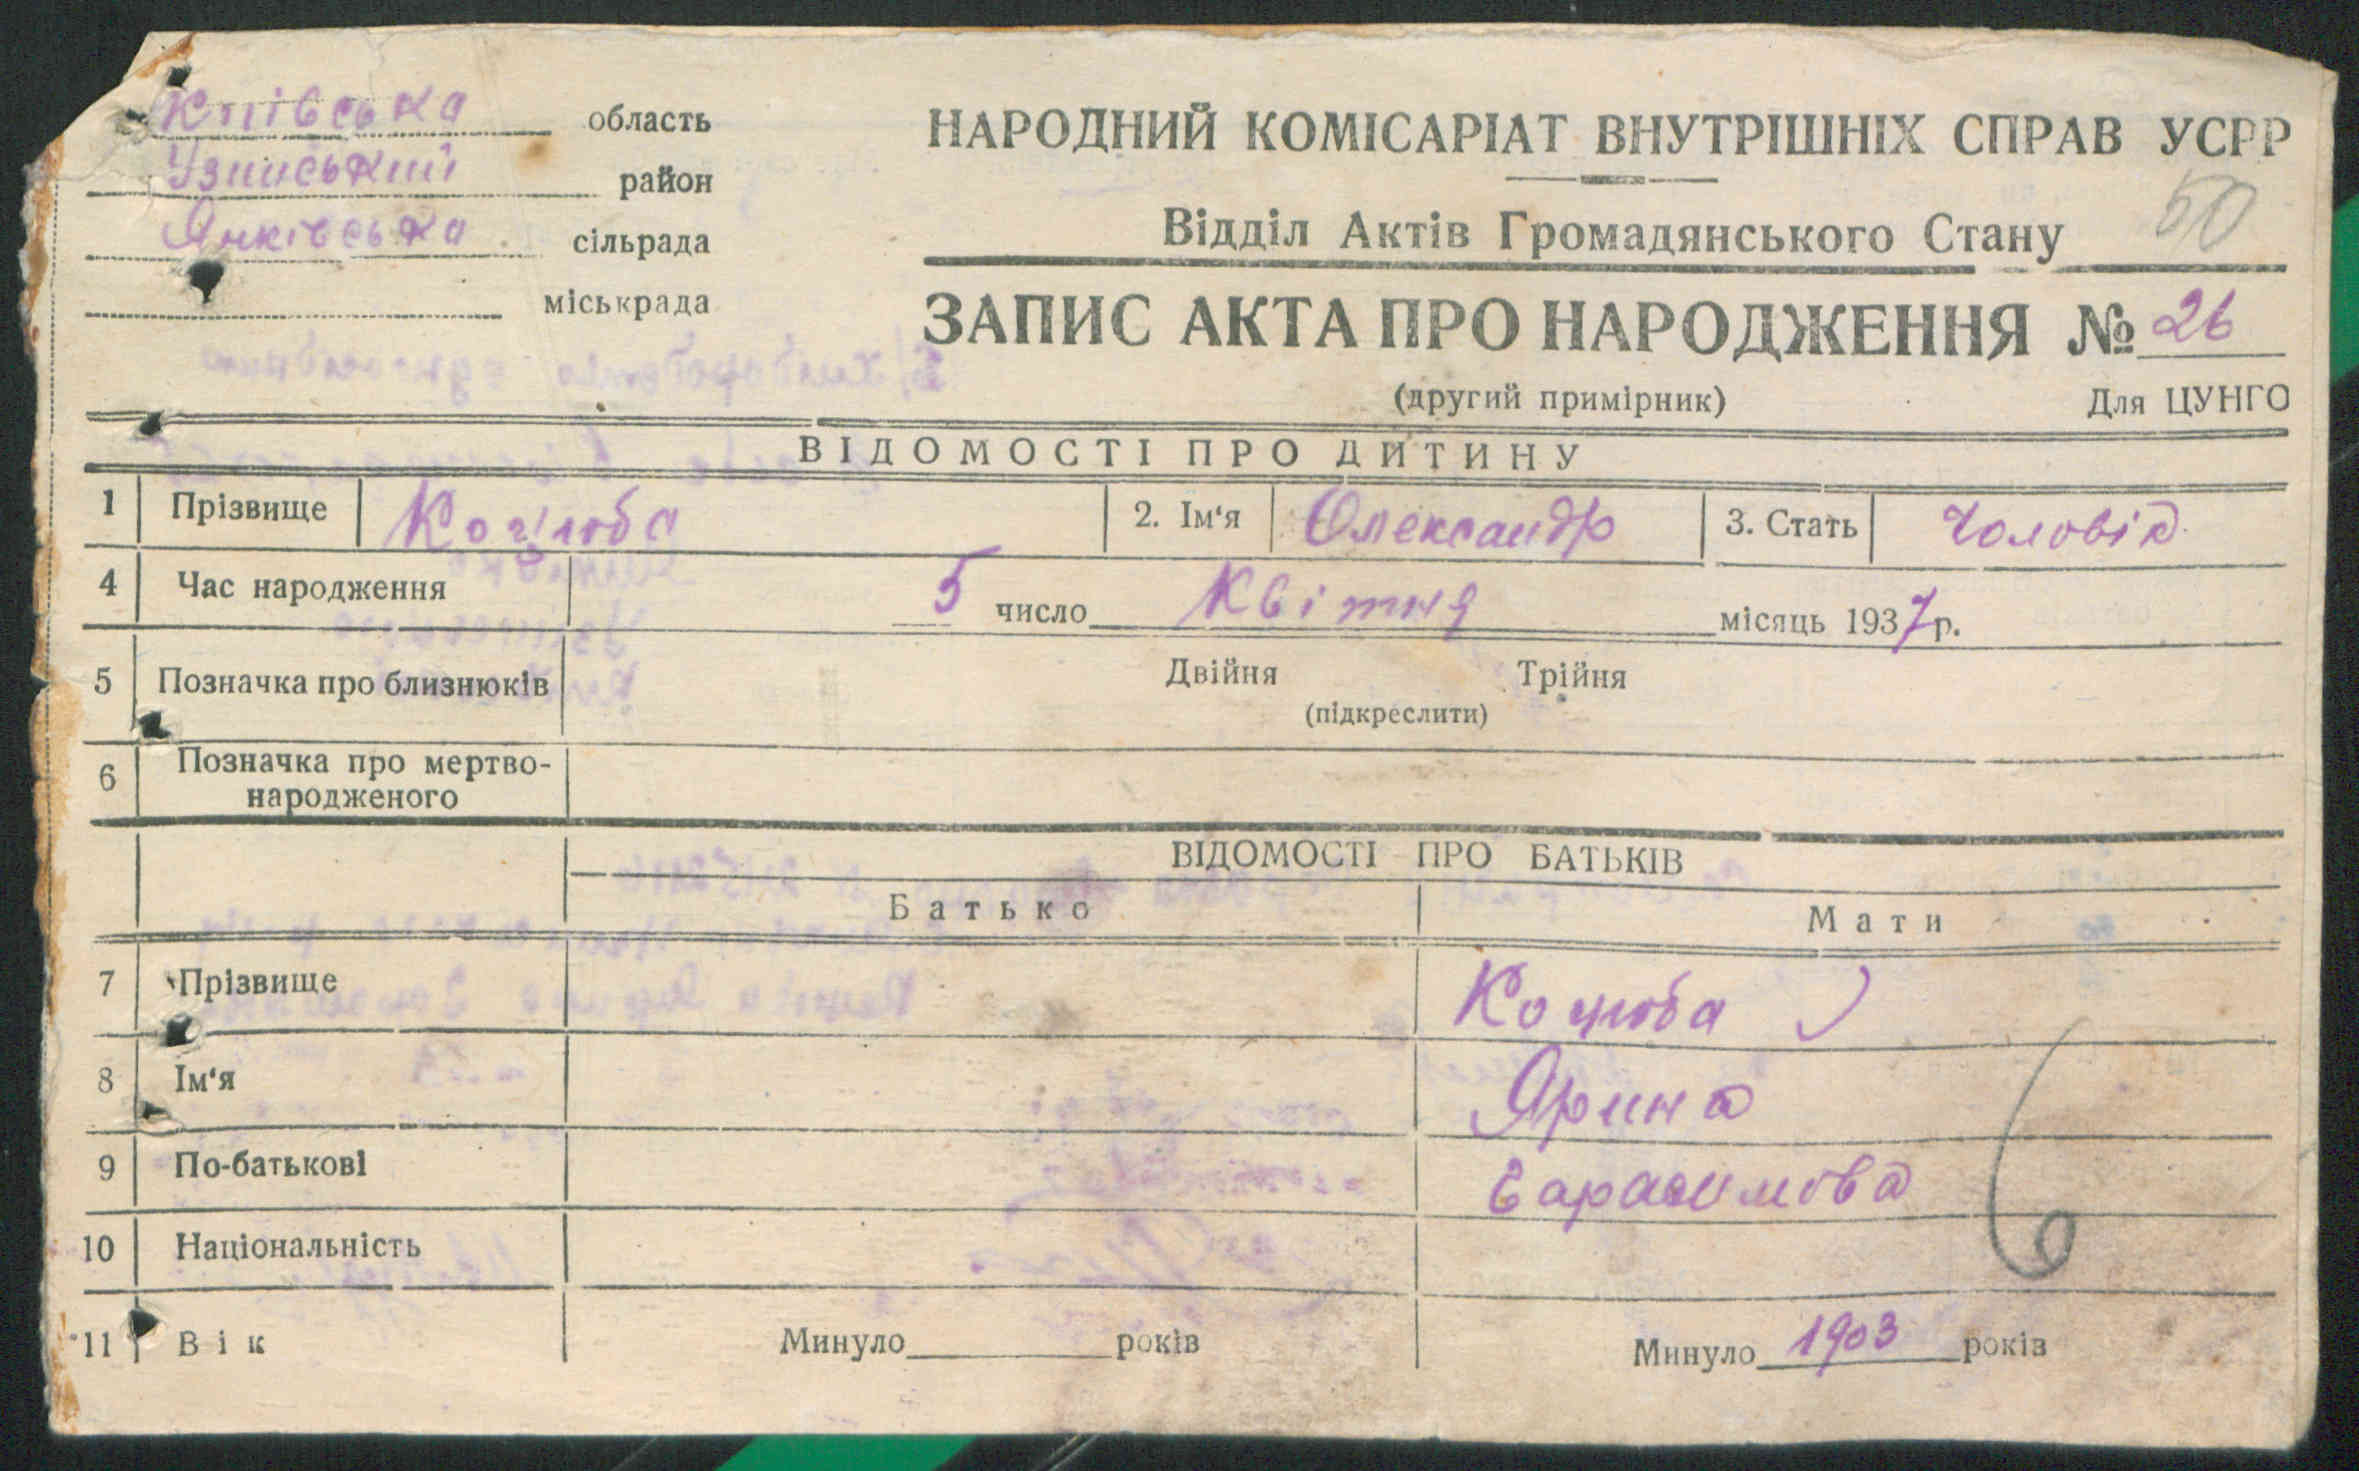 Київська область
Узинський район
Янківська сільрада
міськрада
НАРОДНИЙ КОМІСАРІАТ ВНУТРІШНІХ СПРАВ УСРР
Відділ Актів Громадянського Стану 50
ЗАПИС АКТА ПРО НАРОДЖЕННЯ № 26
(другий примірник) Для ЦУНГО
ВІДОМОСТІ ПРО ДИТИНУ
1 Прізвище 2. Ім'я Олександр 3. Стать Чоловіч
4 Час народження 5 число Квітня місяць 1937 р.
5 Позначка про близнюків Двійня Трійня
(підкреслити)
6 Позначка про мертво-
народженого
ВІДОМОСТІ ПРО БАТЬКІВ
Батько Мати
7 Прізвище Коцюба
8 Ім'я Ярина
9 По-батькові Гарасимова
10 Національність
11 Вік Минуло років Минуло 1903 років